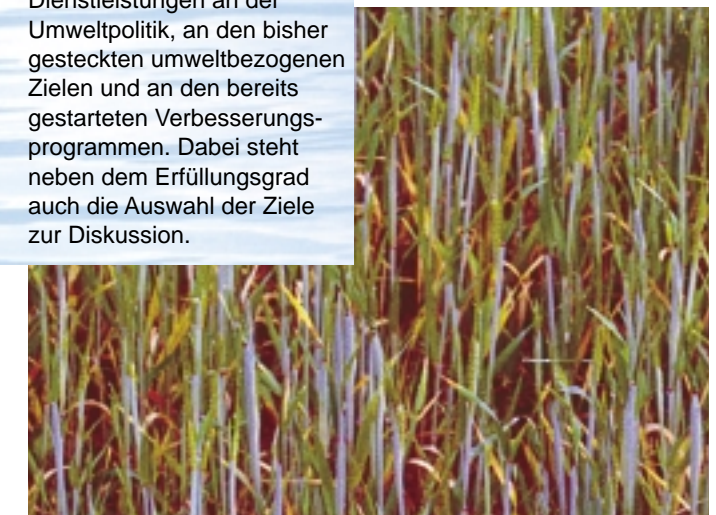 Dienstleistungen an der
Umweltpolitik, an den bisher
gesteckten umweltbezogenen
Zielen und an den bereits
gestarteten Verbesserungs-
programmen. Dabei steht
neben dem Erfüllungsgrad
auch die Auswahl der Ziele
zur Diskussion.